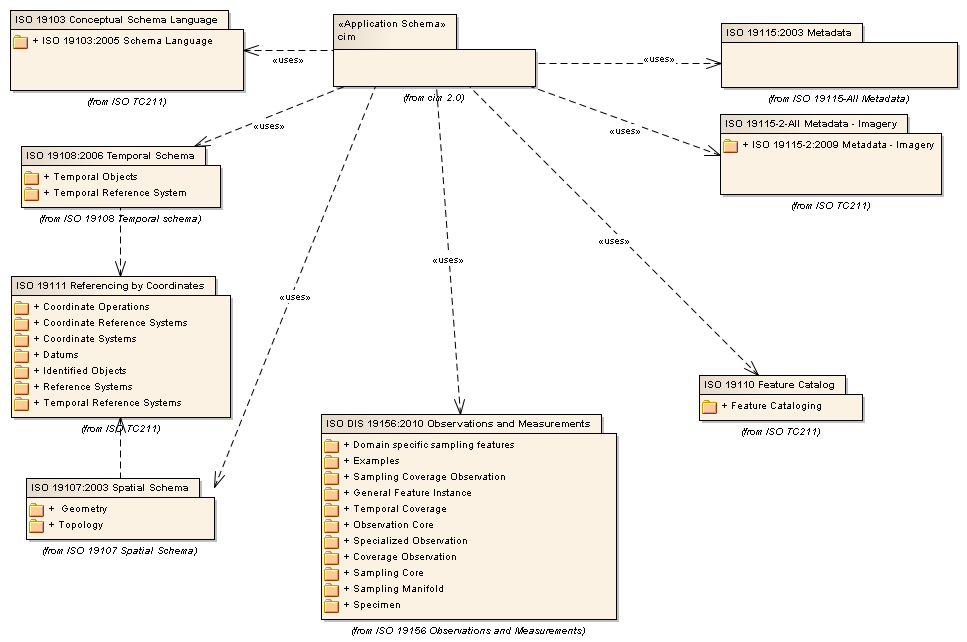 ISO 19103 Conceptual Schema Language
+ ISO 19103:2005 Schema Language
(from ISO TC211)
«Application Schema»
cim
(from cim 2.0)
ISO 19115:2003 Metadata
(from ISO 19115-All Metadata)
«uses»
«uses»
ISO 19115-2-All Metadata - Imagery
+ ISO 19115-2:2009 Metadata - Imagery
(from ISO TC211)
«uses»
«uses»
ISO 19108:2006 Temporal Schema
+ Temporal Objects
+ Temporal Reference System
(from ISO 19108 Temporal schema)
«uses»
«uses»
«uses»
ISO 19111 Referencing by Coordinates
+ Coordinate Operations
+ Coordinate Reference Systems
+ Coordinate Systems
+ Datums
+ Identified Objects
+ Reference Systems
+ Temporal Reference Systems
(from ISO TC211)
ISO 19110 Feature Catalog
+ Feature Cataloging
(from ISO TC211)
ISO 19107:2003 Spatial Schema
+ Geometry
+ Topology
(from ISO 19107 Spatial Schema)
ISO DIS 19156:2010 Observations and Measurements
+ Domain specific sampling features
+ Examples
+ Sampling Coverage Observation
+ General Feature Instance
+ Temporal Coverage
+ Observation Core
+ Specialized Observation
+ Coverage Observation
+ Sampling Core
+ Sampling Manifold
+ Specimen
(from ISO 19156 Observations and Measurements)